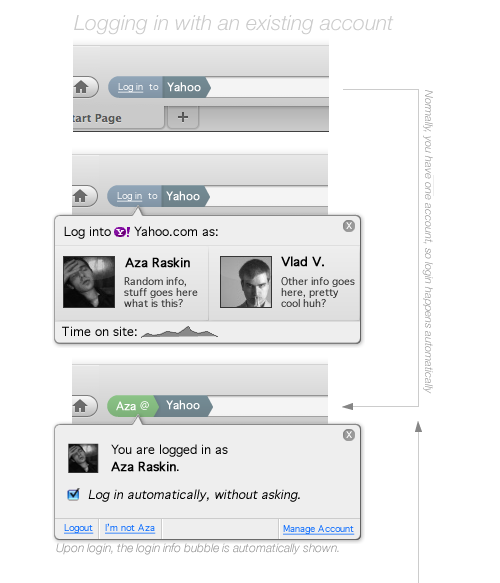 Logging in with an existing account
Log in to Yahoo
tart Page
+
Normally, you have one account, so login happens automatically
Log in to Yahoo
X
Log into Y! Yahoo.com as:
Aza Raskin
Random info,
stuff goes here
what is this?
Vlad V.
Other info goes
here, pretty
cool huh?
Time on site:
Aza @ Yahoo
X
You are logged in as
Aza Raskin.
Log in automatically, without asking.
Logout
I'm not Aza
Manage Account
Upon login, the login info bubble is automatically shown.